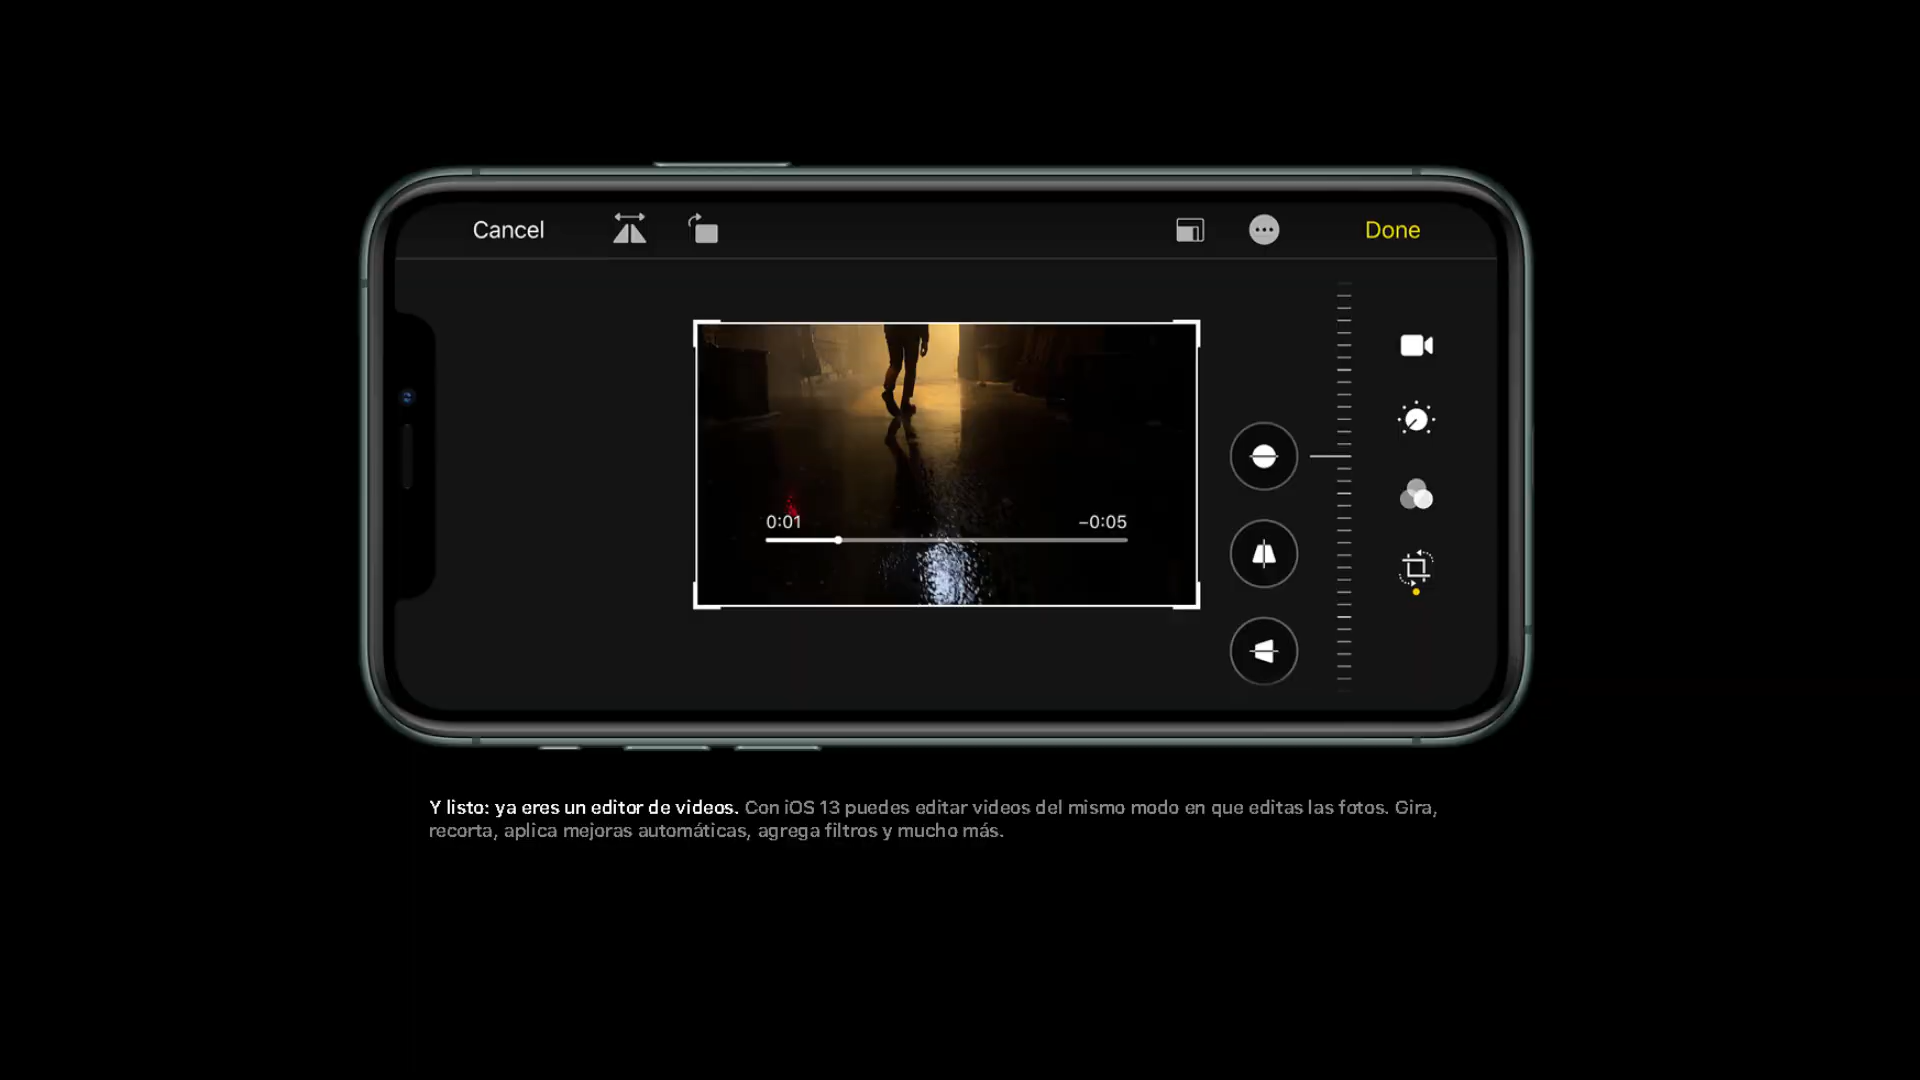 Cancel
Done
0:01
−0:05
Y listo: ya eres un editor de videos. Con iOS 13 puedes editar videos del mismo modo en que editas las fotos. Gira,
recorta, aplica mejoras automáticas, agrega filtros y mucho más.